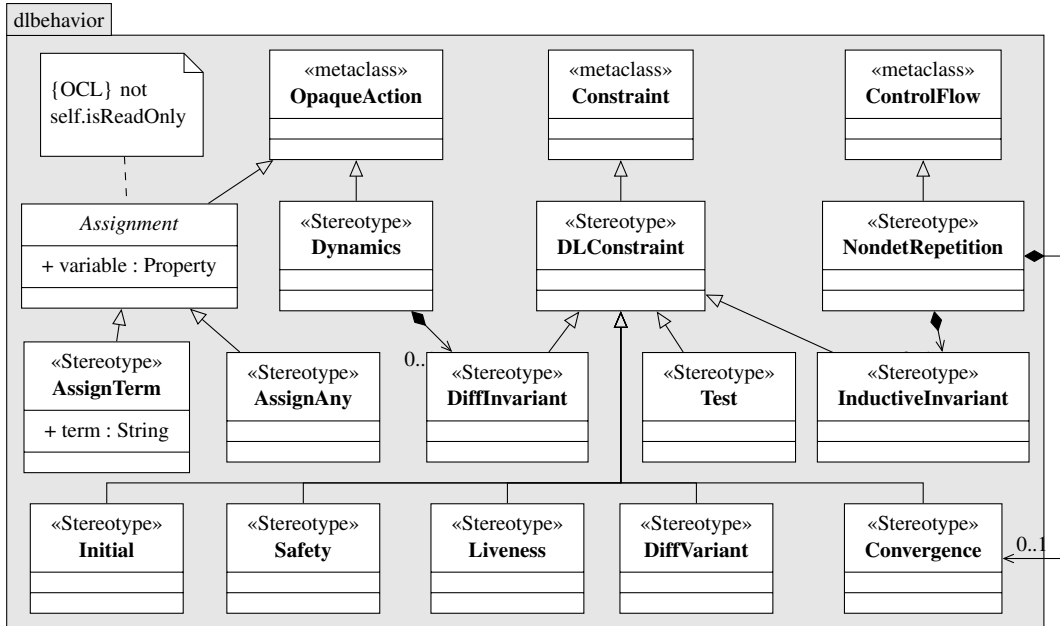 dlbehavior
{OCL} not
self.isReadOnly
«metaclass»
OpaqueAction
«metaclass»
Constraint
«metaclass»
ControlFlow
Assignment
+ variable : Property
«Stereotype»
Dynamics
«Stereotype»
DLConstraint
«Stereotype»
NondetRepetition
0..
«Stereotype»
AssignTerm
+ term : String
«Stereotype»
AssignAny
«Stereotype»
DiffInvariant
«Stereotype»
Test
«Stereotype»
InductiveInvariant
«Stereotype»
Initial
«Stereotype»
Safety
«Stereotype»
Liveness
«Stereotype»
DiffVariant
«Stereotype»
Convergence
0..1